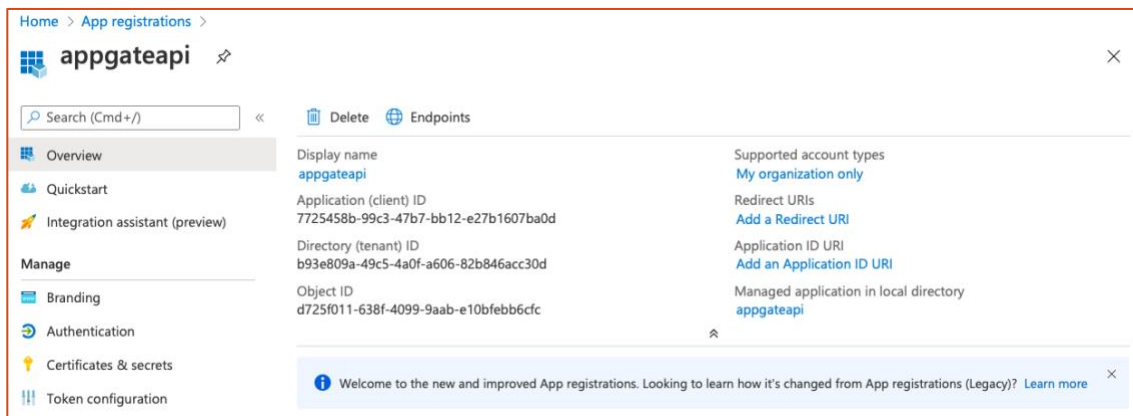 Home > App registrations >
appgateapi
Search (Cmd+/)
Overview
Quickstart
Integration assistant (preview)
Manage
Branding
Authentication
Certificates & secrets
Token configuration
Delete Endpoints
Display name
appgateapi
Application (client) ID
7725458b-99c3-47b7-bb12-e27b1607ba0d
Directory (tenant) ID
b93e809a-49c5-4a0f-a606-82b846acc30d
Object ID
d725f011-638f-4099-9aab-e10bfebb6cfc
Supported account types
My organization only
Redirect URIs
Add a Redirect URI
Application ID URI
Add an Application ID URI
Managed application in local directory
appgateapi
Welcome to the new and improved App registrations. Looking to learn how it's changed from App registrations (Legacy)? Learn more